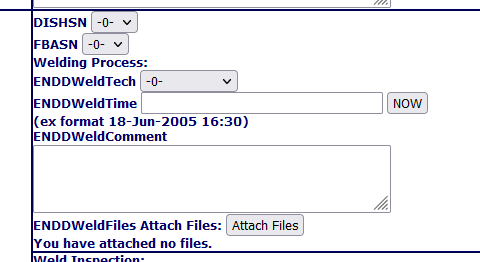 DISHSN -0-
FBASN -0-
Welding Process:
ENDDWeldTech -0-
ENDDWeldTime NOW
(ex format 18-Jun-2005 16:30)
ENDDWeldComment
ENDDWeldFiles Attach Files: Attach Files
You have attached no files.
Weld Inspection: